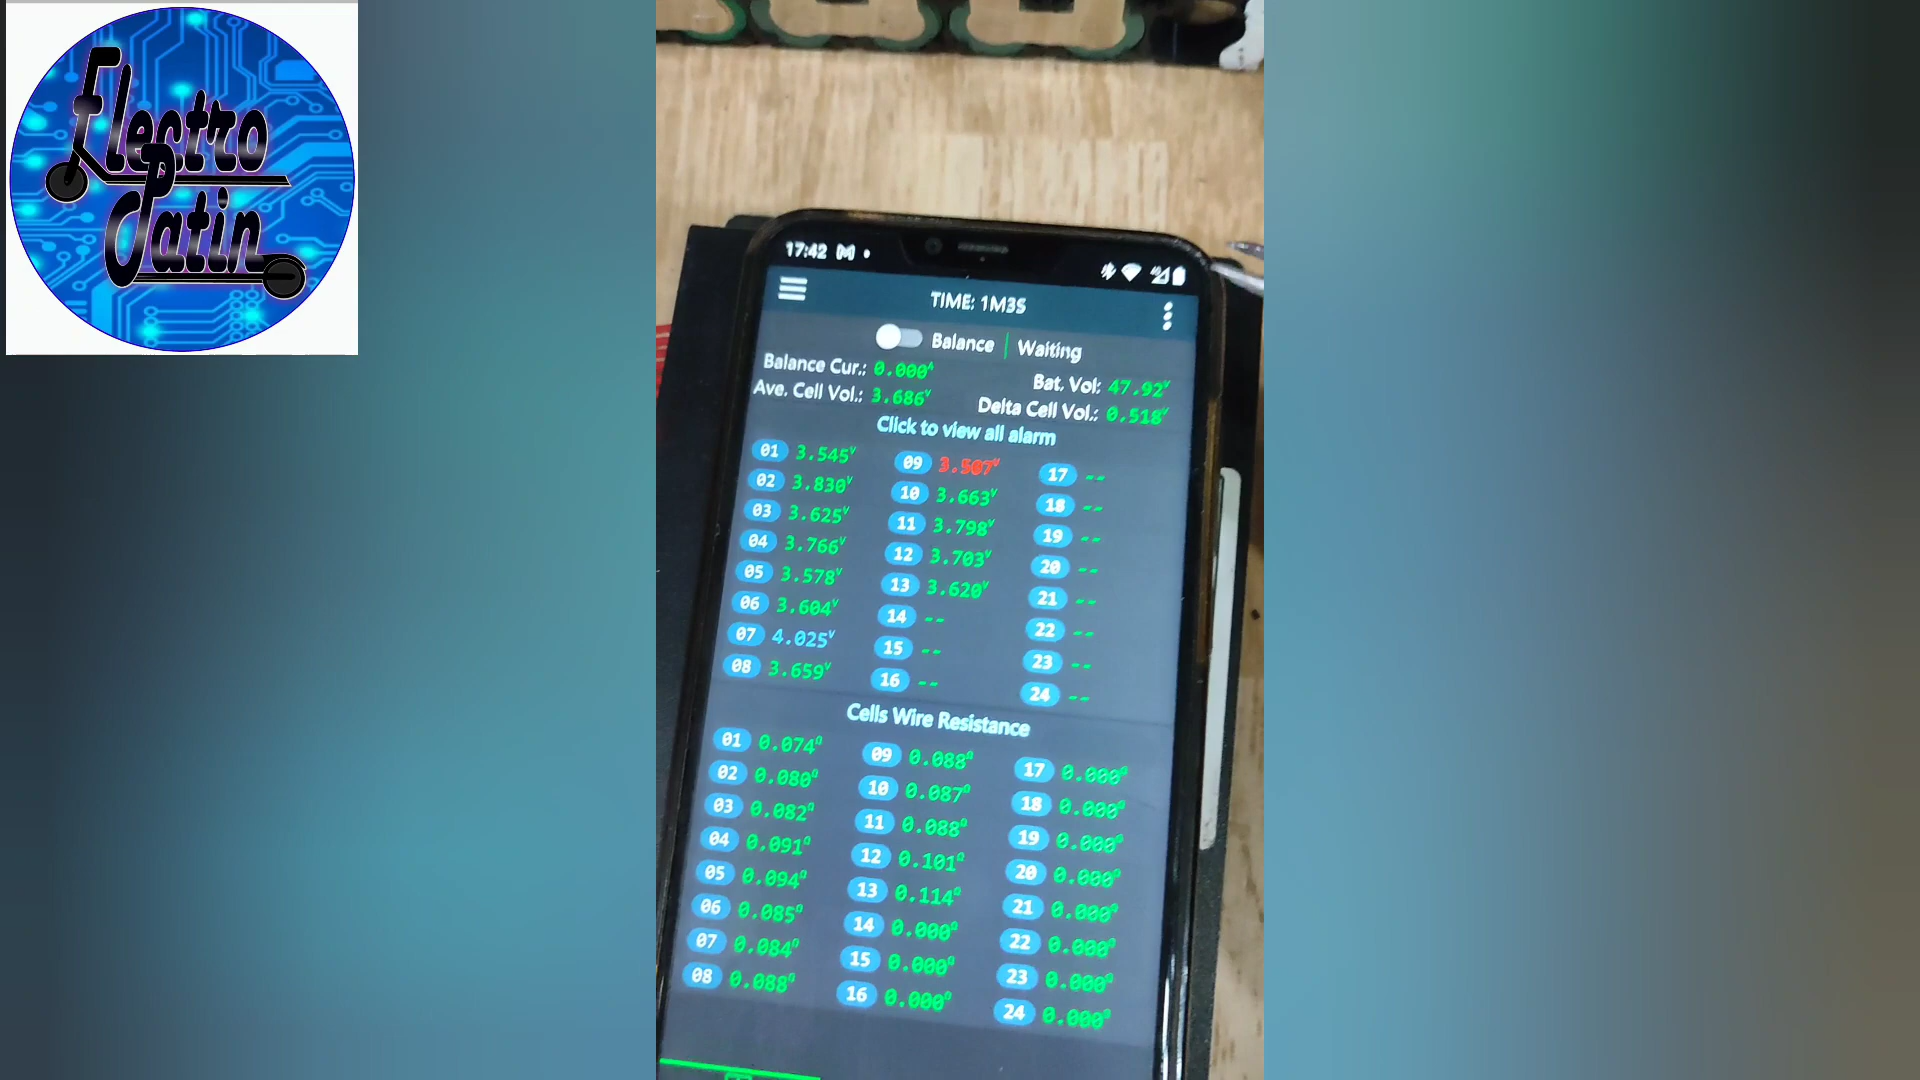 Electro
Patin
17:42
TIME: 1M3S
Balance | Waiting
Balance Cur.: 0.000A Bat. Vol: 47.92V
Ave. Cell Vol.: 3.686V Delta Cell Vol.: 0.518V
Click to view all alarm
01 3.545V 09 3.507V 17 --
02 3.830V 10 3.663V 18 --
03 3.625V 11 3.798V 19 --
04 3.766V 12 3.703V 20 --
05 3.578V 13 3.620V 21 --
06 3.604V 14 -- 22 --
07 4.025V 15 -- 23 --
08 3.659V 16 -- 24 --
Cells Wire Resistance
01 0.074Ω 09 0.088Ω 17 0.000Ω
02 0.080Ω 10 0.087Ω 18 0.000Ω
03 0.082Ω 11 0.088Ω 19 0.000Ω
04 0.091Ω 12 0.101Ω 20 0.000Ω
05 0.094Ω 13 0.114Ω 21 0.000Ω
06 0.085Ω 14 0.000Ω 22 0.000Ω
07 0.084Ω 15 0.000Ω 23 0.000Ω
08 0.088Ω 16 0.000Ω 24 0.000Ω